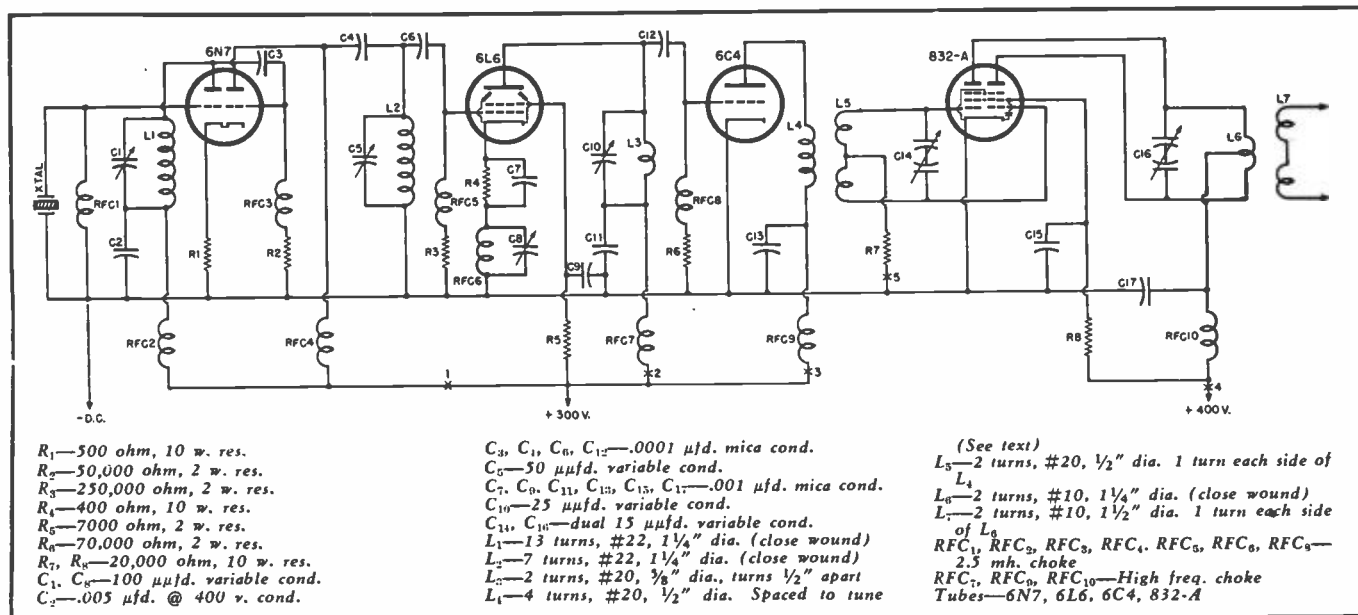 6N7
C3
C4
C6
6L6
C12
6C4
832-A
XTAL
RFC1
C1
L1
C2
R1
RFC3
R2
C5
L2
RFC5
R3
R4
C7
C8
RFC6
C9
C10
L3
C11
RFC8
R6
L4
C13
L5
C14
R7
5
C15
C16
L6
L7
C17
RFC2
RFC4
1
R5
RFC7
2
RFC9
3
R8
RFC10
4
-D.C.
+300V.
+400V.
R₁—500 ohm, 10 w. res.
R₂—50,000 ohm, 2 w. res.
R₃—250,000 ohm, 2 w. res.
R₄—400 ohm, 10 w. res.
R₅—7000 ohm, 2 w. res.
R₆—70,000 ohm, 2 w. res.
R₇, R₈—20,000 ohm, 10 w. res.
C₁, C₈—100 μμfd. variable cond.
C₂—.005 μfd. @ 400 v. cond.
C₃, C₄, C₆, C₁₂—.0001 μfd. mica cond.
C₅—50 μμfd. variable cond.
C₇, C₉, C₁₁, C₁₃, C₁₅, C₁₇—.001 μfd. mica cond.
C₁₀—25 μμfd. variable cond.
C₁₄, C₁₆—dual 15 μμfd. variable cond.
L₁—13 turns, #22, 1¼" dia. (close wound)
L₂—7 turns, #22, 1¼" dia. (close wound)
L₃—2 turns, #20, ⅝" dia., turns ½" apart
L₄—4 turns, #20, ½" dia. Spaced to tune
(See text)
L₅—2 turns, #20, ½" dia. 1 turn each side of
L₄
L₆—2 turns, #10, 1¼" dia. (close wound)
L₇—2 turns, #10, 1½" dia. 1 turn each side
of L₆
RFC₁, RFC₂, RFC₃, RFC₄. RFC₅, RFC₆, RFC₉—
2.5 mh. choke
RFC₇, RFC₉, RFC₁₀—High freq. choke
Tubes—6N7, 6L6, 6C4, 832-A